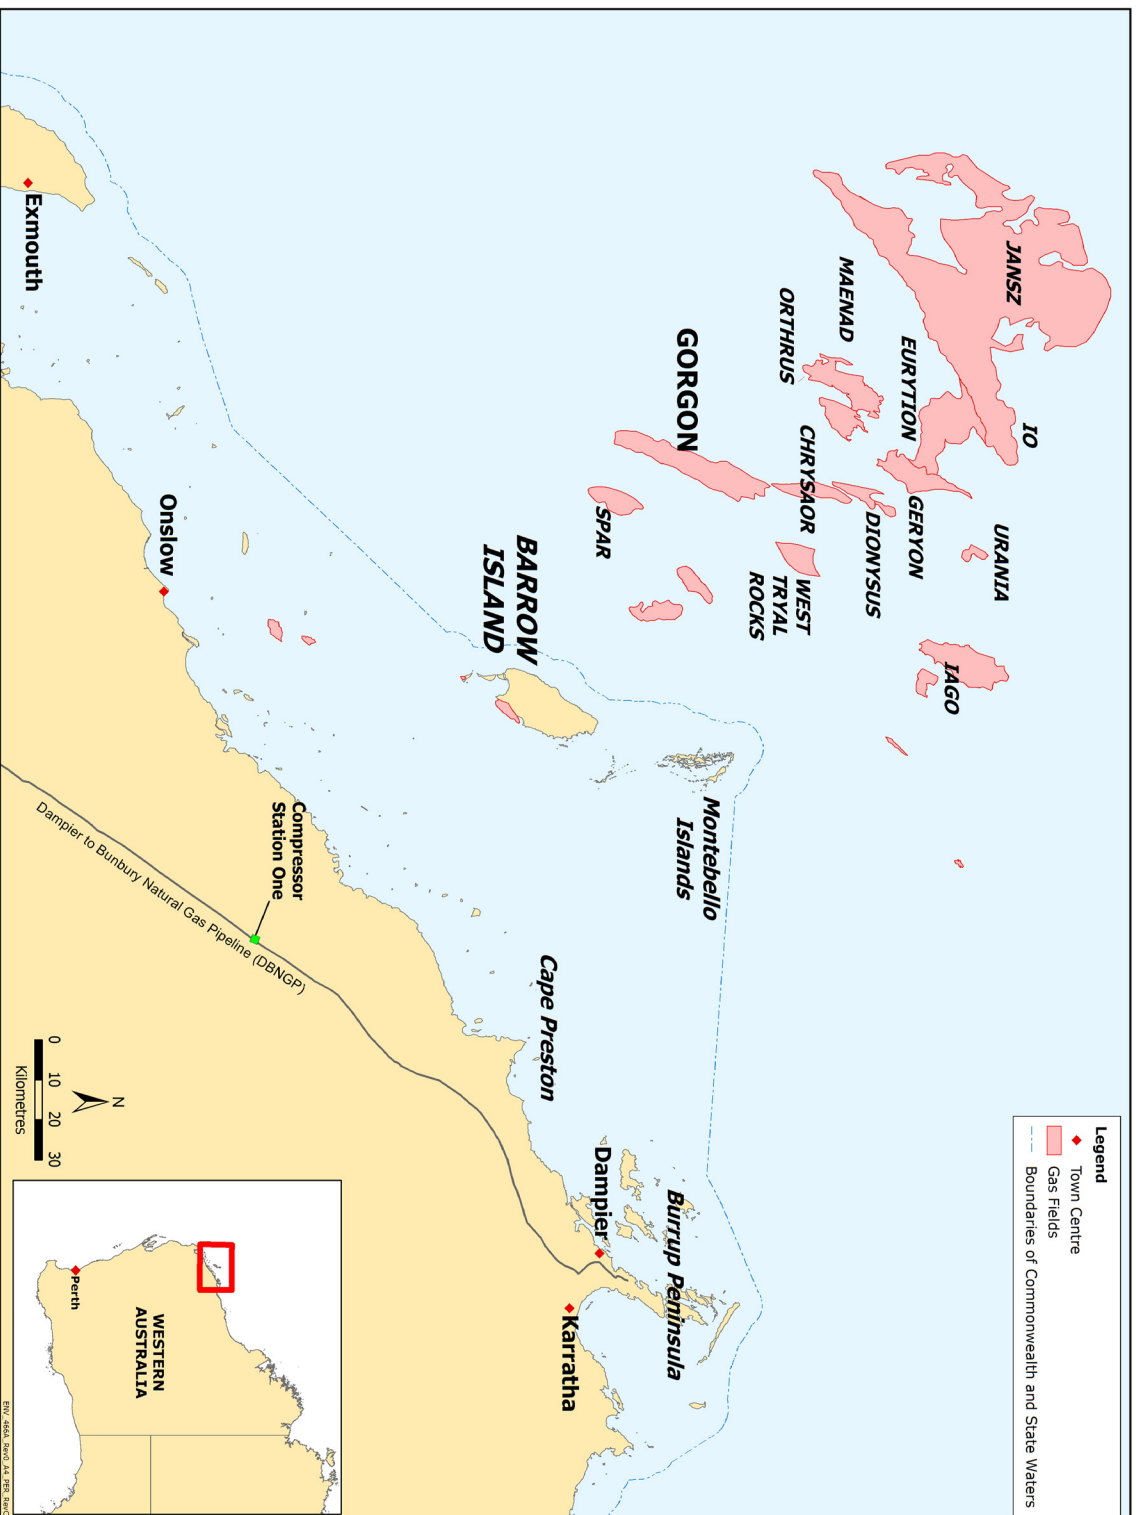 Legend
Town Centre
Gas Fields
Boundaries of Commonwealth and State Waters
JANSZ
IO
URANIA
IAGO
EURYTION
GERYON
MAENAD
DIONYSUS
ORTHRUS
CHRYSAOR
WEST
TRYAL
ROCKS
GORGON
SPAR
BARROW
ISLAND
Montebello
Islands
Burrup Peninsula
Cape Preston
Dampier
Karratha
Compressor
Station One
Onslow
Exmouth
Dampier to Bunbury Natural Gas Pipeline (DBNGP)
N
0 10 20 30
Kilometres
WESTERN
AUSTRALIA
Perth